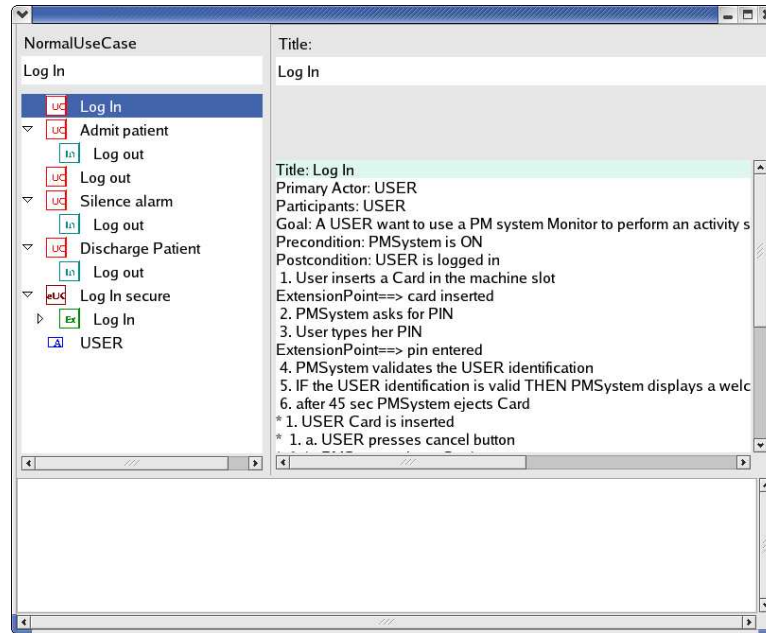 NormalUseCase
Log In
UC Log In
UC Admit patient
In Log out
UC Log out
UC Silence alarm
In Log out
UC Discharge Patient
In Log out
eUC Log In secure
Ex Log In
A USER
Title:
Log In
Title: Log In
Primary Actor: USER
Participants: USER
Goal: A USER want to use a PM system Monitor to perform an activity s
Precondition: PMSystem is ON
Postcondition: USER is logged in
1. User inserts a Card in the machine slot
ExtensionPoint==> card inserted
2. PMSystem asks for PIN
3. User types her PIN
ExtensionPoint==> pin entered
4. PMSystem validates the USER identification
5. IF the USER identification is valid THEN PMSystem displays a welc
6. after 45 sec PMSystem ejects Card
* 1. USER Card is inserted
* 1. a. USER presses cancel button